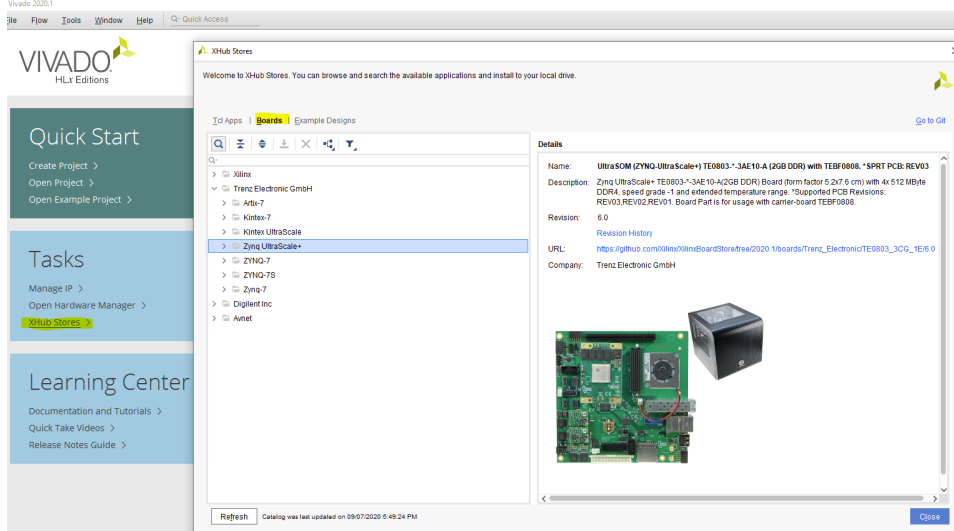 Vivado 2020.1
File Flow Tools Window Help Q- Quick Access
VIVADO
HLx Editions
Quick Start
Create Project >
Open Project >
Open Example Project >
Tasks
Manage IP >
Open Hardware Manager >
XHub Stores >
Learning Center
Documentation and Tutorials >
Quick Take Videos >
Release Notes Guide >
XHub Stores
Welcome to XHub Stores. You can browse and search the available applications and install to your local drive.
Tcl Apps | Boards | Example Designs
Go to Git
Xilinx
Trenz Electronic GmbH
Artix-7
Kintex-7
Kintex UltraScale
Zynq UltraScale+
ZYNQ-7
ZYNQ-7S
Zynq-7
Digilent Inc
Avnet
Details
Name: UltraSOM (ZYNQ-UltraScale+) TE0803-*-3AE10-A (2GB DDR) with TEBF0808. *SPRT PCB: REV03
Description: Zynq UltraScale+ TE0803-*-3AE10-A(2GB DDR) Board (form factor 5.2x7.6 cm) with 4x 512 MByte
DDR4, speed grade -1 and extended temperature range. *Supported PCB Revisions:
REV03,REV02,REV01. Board Part is for usage with carrier-board TEBF0808.
Revision: 6.0
Revision History
URL: https://github.com/Xilinx/XilinxBoardStore/tree/2020.1/boards/Trenz_Electronic/TE0803_3CG_1E/6.0
Company: Trenz Electronic GmbH
Refresh Catalog was last updated on 09/07/2020 5:49:24 PM
Close